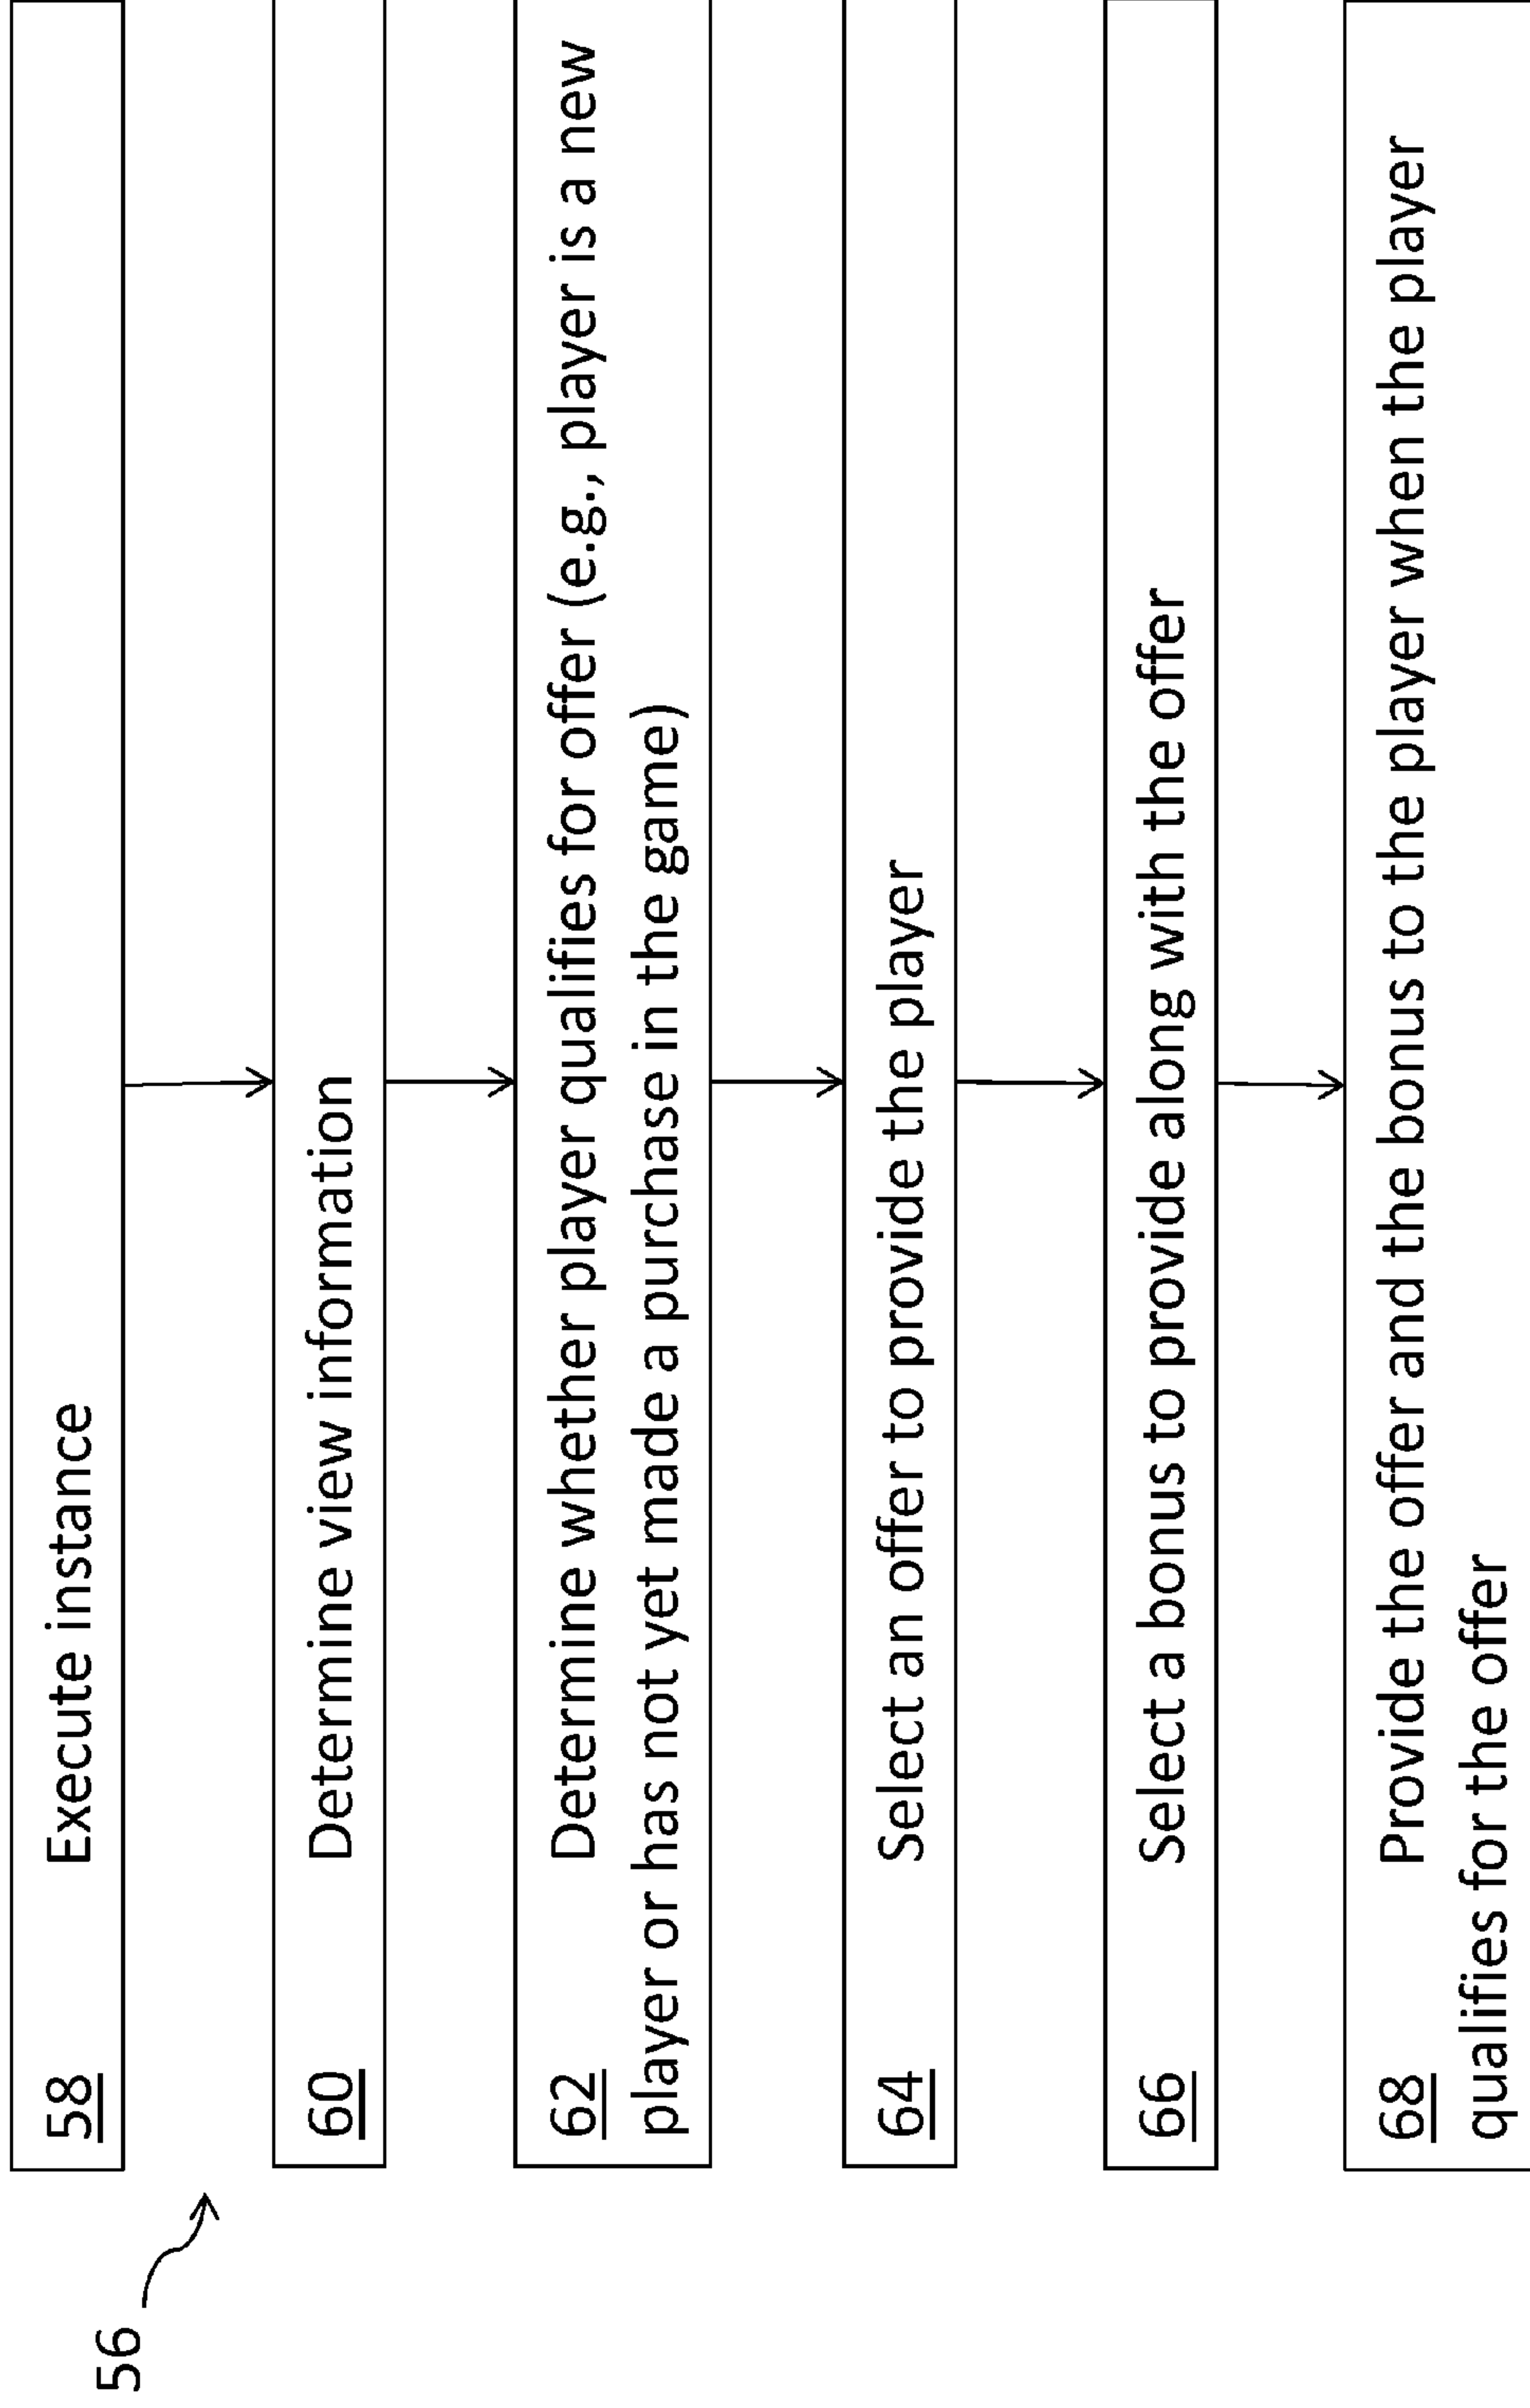 56
58 Execute instance
60 Determine view information
62 Determine whether player qualifies for offer (e.g., player is a new
player or has not yet made a purchase in the game)
64 Select an offer to provide the player
66 Select a bonus to provide along with the offer
68 Provide the offer and the bonus to the player when the player
qualifies for the offer